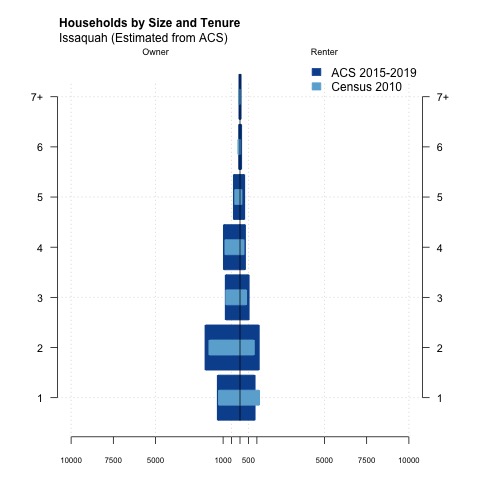 Households by Size and Tenure
Issaquah (Estimated from ACS)
Owner Renter
ACS 2015-2019
Census 2010
7+ 7+
6 6
5 5
4 4
3 3
2 2
1 1
10000 7500 5000 1000 500 5000 7500 10000